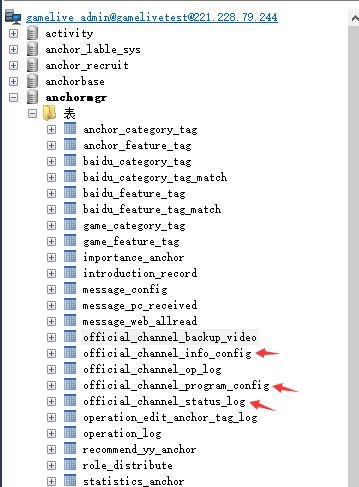 gamelive_admin@gamelivetest@221.228.79.244
activity
anchor_lable_sys
anchor_recruit
anchorbase
anchormgr
表
anchor_category_tag
anchor_feature_tag
baidu_category_tag
baidu_category_tag_match
baidu_feature_tag
baidu_feature_tag_match
game_category_tag
game_feature_tag
importance_anchor
introduction_record
message_config
message_pc_received
message_web_allread
official_channel_backup_video
official_channel_info_config
official_channel_op_log
official_channel_program_config
official_channel_status_log
operation_edit_anchor_tag_log
operation_log
recommend_yy_anchor
role_distribute
statistics_anchor